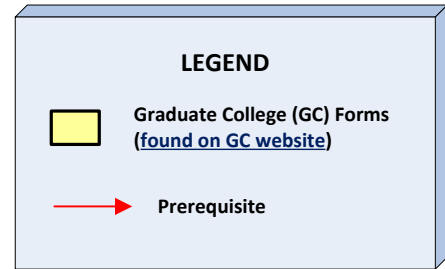 LEGEND
Graduate College (GC) Forms
(found on GC website)
Prerequisite